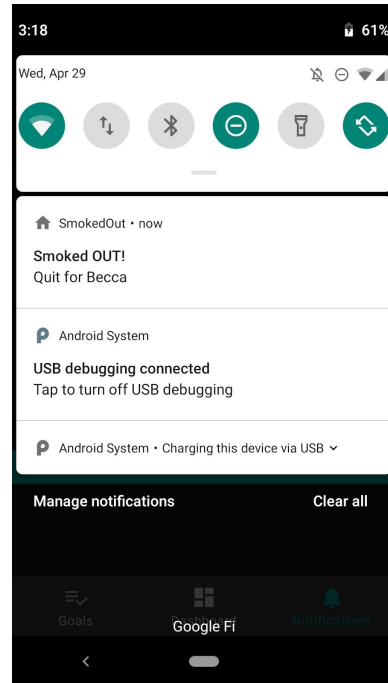 3:18 61%
Wed, Apr 29
SmokedOut • now
Smoked OUT!
Quit for Becca
Android System
USB debugging connected
Tap to turn off USB debugging
Android System • Charging this device via USB
Manage notifications Clear all
Goals Dashboard Notifications
Google Fi